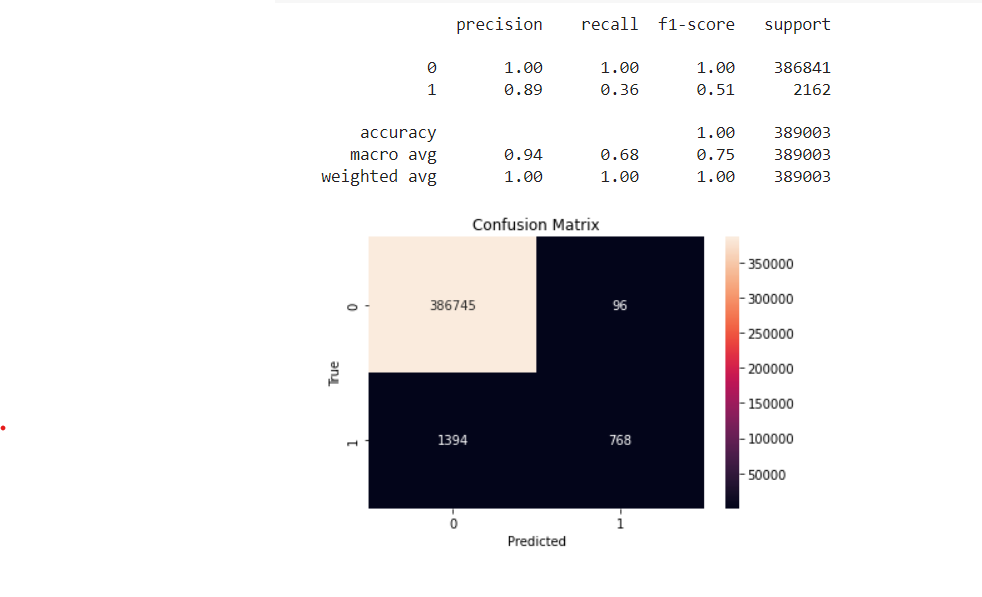 precision recall f1-score support
0 1.00 1.00 1.00 386841
1 0.89 0.36 0.51 2162
accuracy 1.00 389003
macro avg 0.94 0.68 0.75 389003
weighted avg 1.00 1.00 1.00 389003
Confusion Matrix
350000
0 386745 96
300000
250000
True
200000
150000
1 1394 768
100000
50000
0 1
Predicted